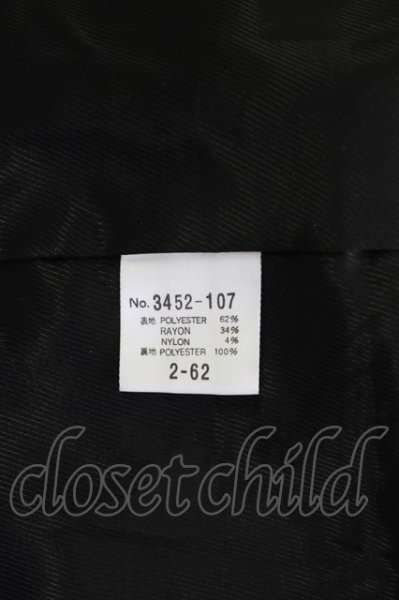 No. 3452-107
表地 POLYESTER 62%
RAYON 34%
NYLON 4%
裏地 POLYESTER 100%
2-62
closet child